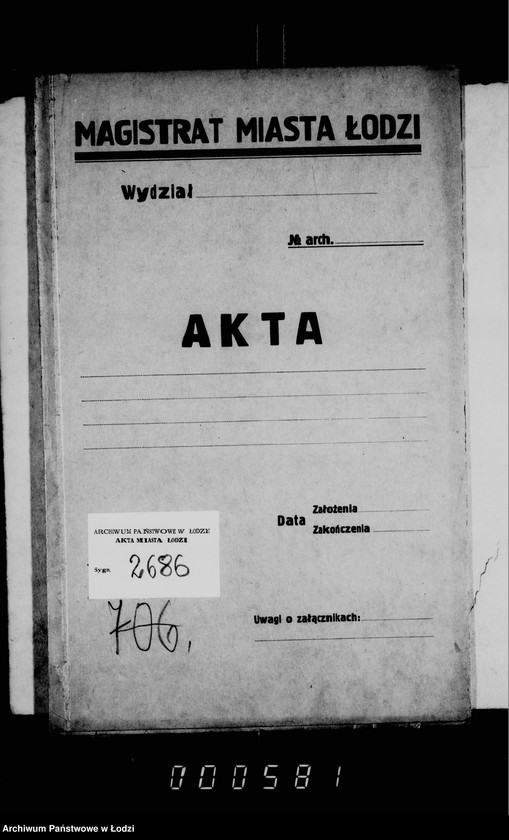 MAGISTRAT MIASTA ŁODZI
Wydział
№ arch.
AKTA
Data
Założenia
Zakończenia
ARCHIWUM PAŃSTWOWE W ŁODZI
AKTA MIASTA ŁODZI
Sygn. 2686
706,
Uwagi o załącznikach:
000581
Archiwum Państwowe w Łodzi